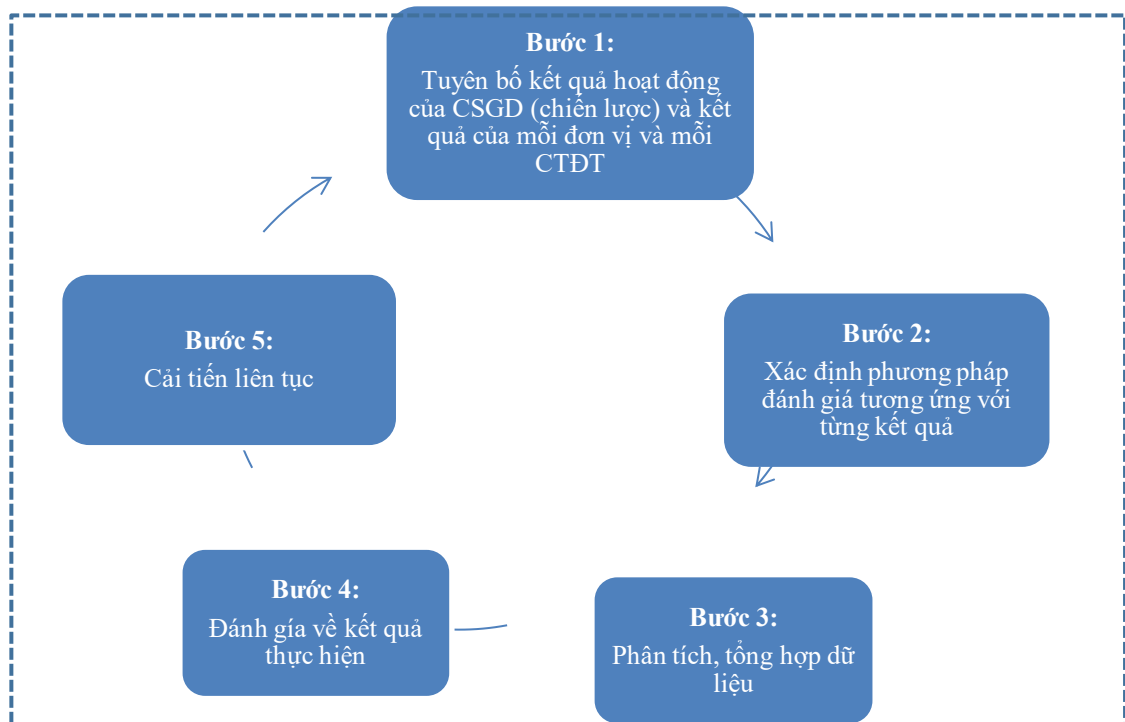 Bước 1:
Tuyên bố kết quả hoạt động
của CSGD (chiến lược) và kết
quả của mỗi đơn vị và mỗi
CTĐT
Bước 2:
Xác định phương pháp
đánh giá tương ứng với
từng kết quả
Bước 3:
Phân tích, tổng hợp dữ
liệu
Bước 4:
Đánh gía về kết quả
thực hiện
Bước 5:
Cải tiến liên tục